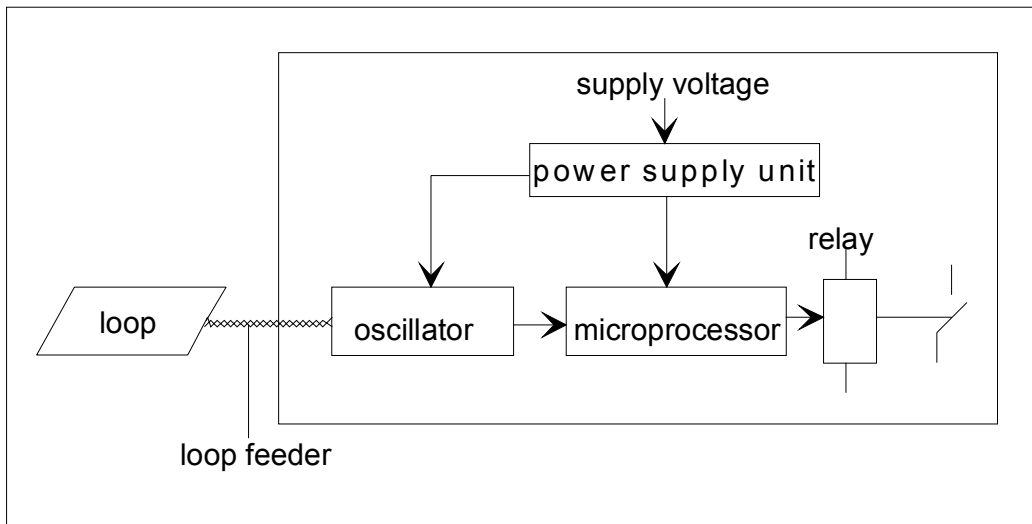 supply voltage
power supply unit
relay
loop
oscillator
microprocessor
loop feeder